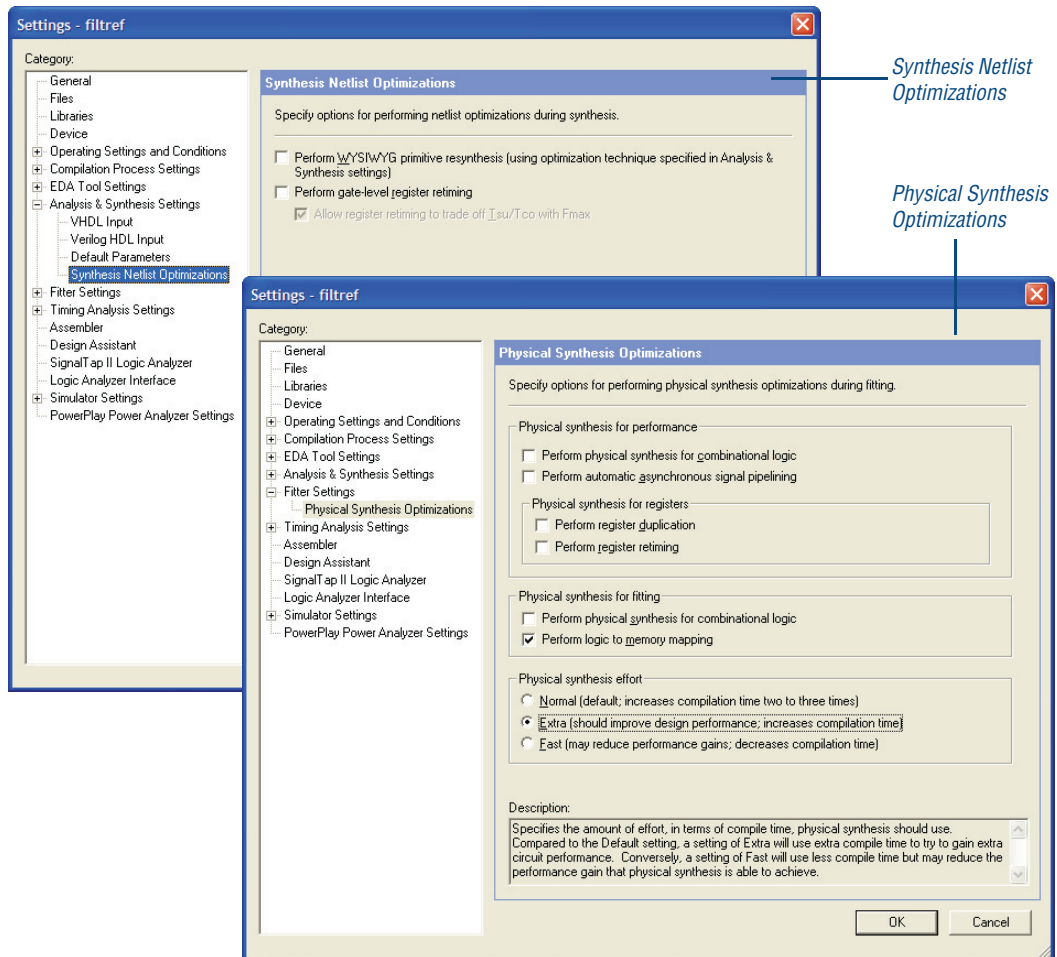 Settings - filtref
Category:
General
Files
Libraries
Device
Operating Settings and Conditions
Compilation Process Settings
EDA Tool Settings
Analysis & Synthesis Settings
VHDL Input
Verilog HDL Input
Default Parameters
Synthesis Netlist Optimizations
Fitter Settings
Timing Analysis Settings
Assembler
Design Assistant
SignalTap II Logic Analyzer
Logic Analyzer Interface
Simulator Settings
PowerPlay Power Analyzer Settings
Synthesis Netlist Optimizations
Specify options for performing netlist optimizations during synthesis.
Perform WYSIWYG primitive resynthesis (using optimization technique specified in Analysis &
Synthesis settings)
Perform gate-level register retiming
Allow register retiming to trade off Tsu/Tco with Fmax
Synthesis Netlist
Optimizations
Physical Synthesis
Optimizations
Settings - filtref
Category:
General
Files
Libraries
Device
Operating Settings and Conditions
Compilation Process Settings
EDA Tool Settings
Analysis & Synthesis Settings
Fitter Settings
Physical Synthesis Optimizations
Timing Analysis Settings
Assembler
Design Assistant
SignalTap II Logic Analyzer
Logic Analyzer Interface
Simulator Settings
PowerPlay Power Analyzer Settings
Physical Synthesis Optimizations
Specify options for performing physical synthesis optimizations during fitting.
Physical synthesis for performance
Perform physical synthesis for combinational logic
Perform automatic asynchronous signal pipelining
Physical synthesis for registers
Perform register duplication
Perform register retiming
Physical synthesis for fitting
Perform physical synthesis for combinational logic
Perform logic to memory mapping
Physical synthesis effort
Normal (default; increases compilation time two to three times)
Extra (should improve design performance; increases compilation time)
Fast (may reduce performance gains; decreases compilation time)
Description:
Specifies the amount of effort, in terms of compile time, physical synthesis should use.
Compared to the Default setting, a setting of Extra will use extra compile time to try to gain extra
circuit performance.  Conversely, a setting of Fast will use less compile time but may reduce the
performance gain that physical synthesis is able to achieve.
OK
Cancel